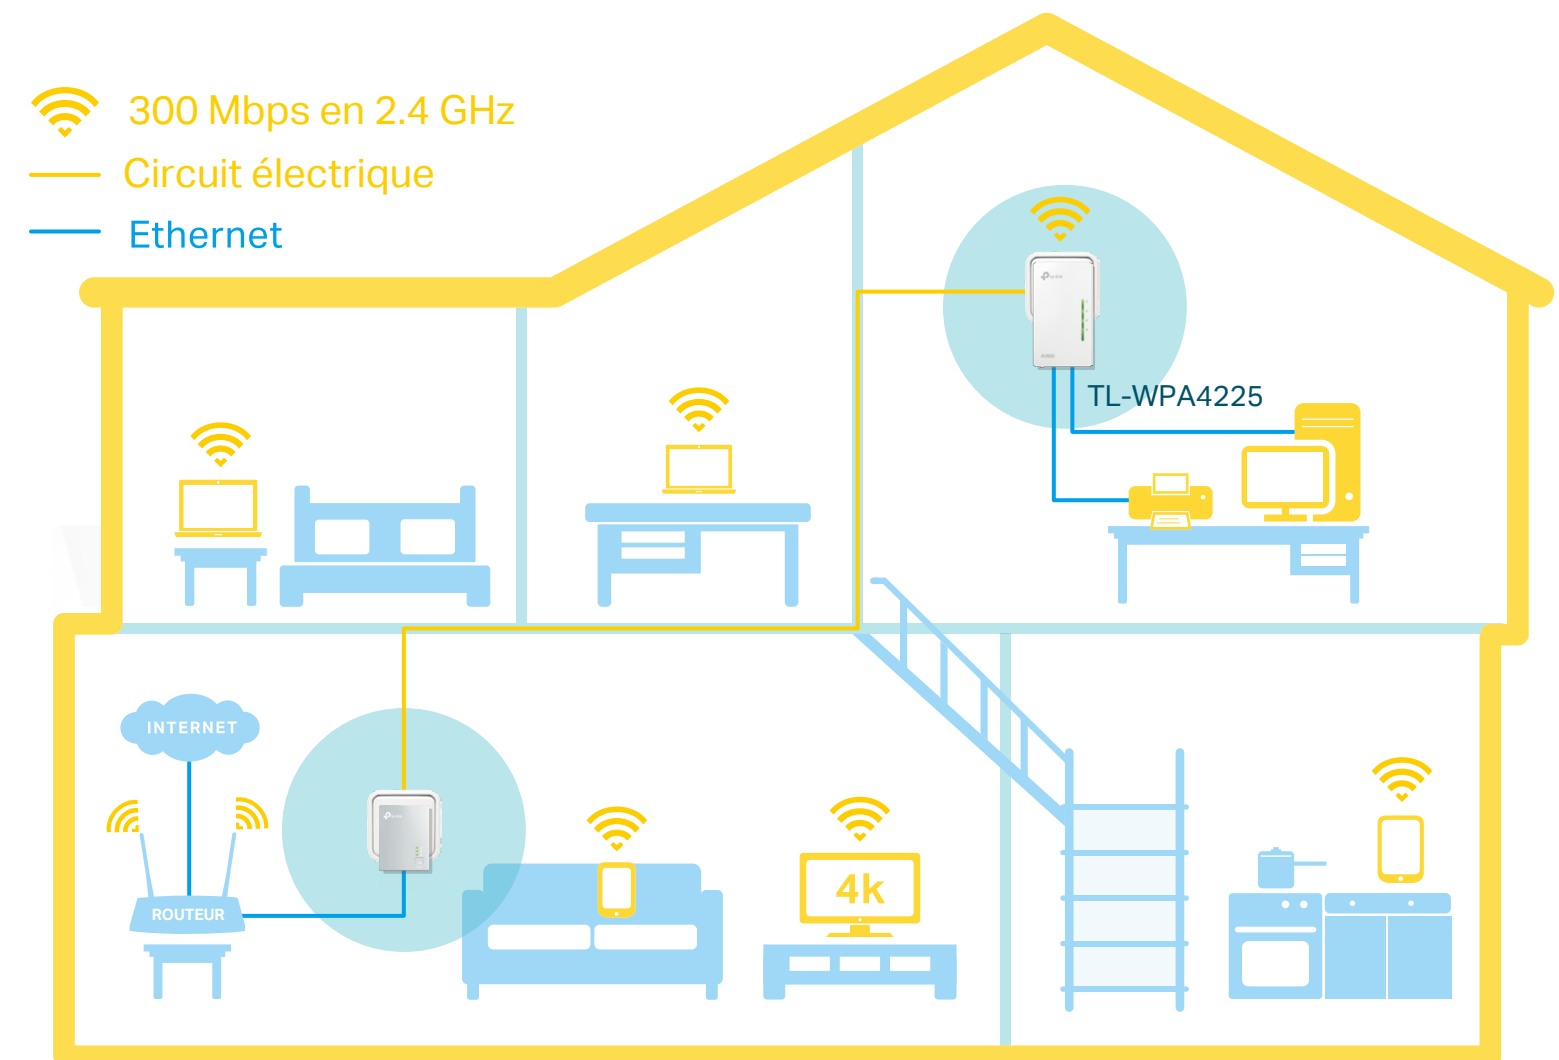 300 Mbps en 2.4 GHz
Circuit électrique
Ethernet
TL-WPA4225
INTERNET
4k
ROUTEUR